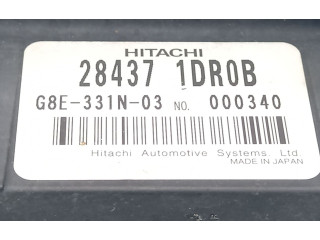 HITACHI
28437 1DR0B
G8E-331N-03 NO. 000340
Hitachi Automotive Systems, Ltd.
MADE IN JAPAN